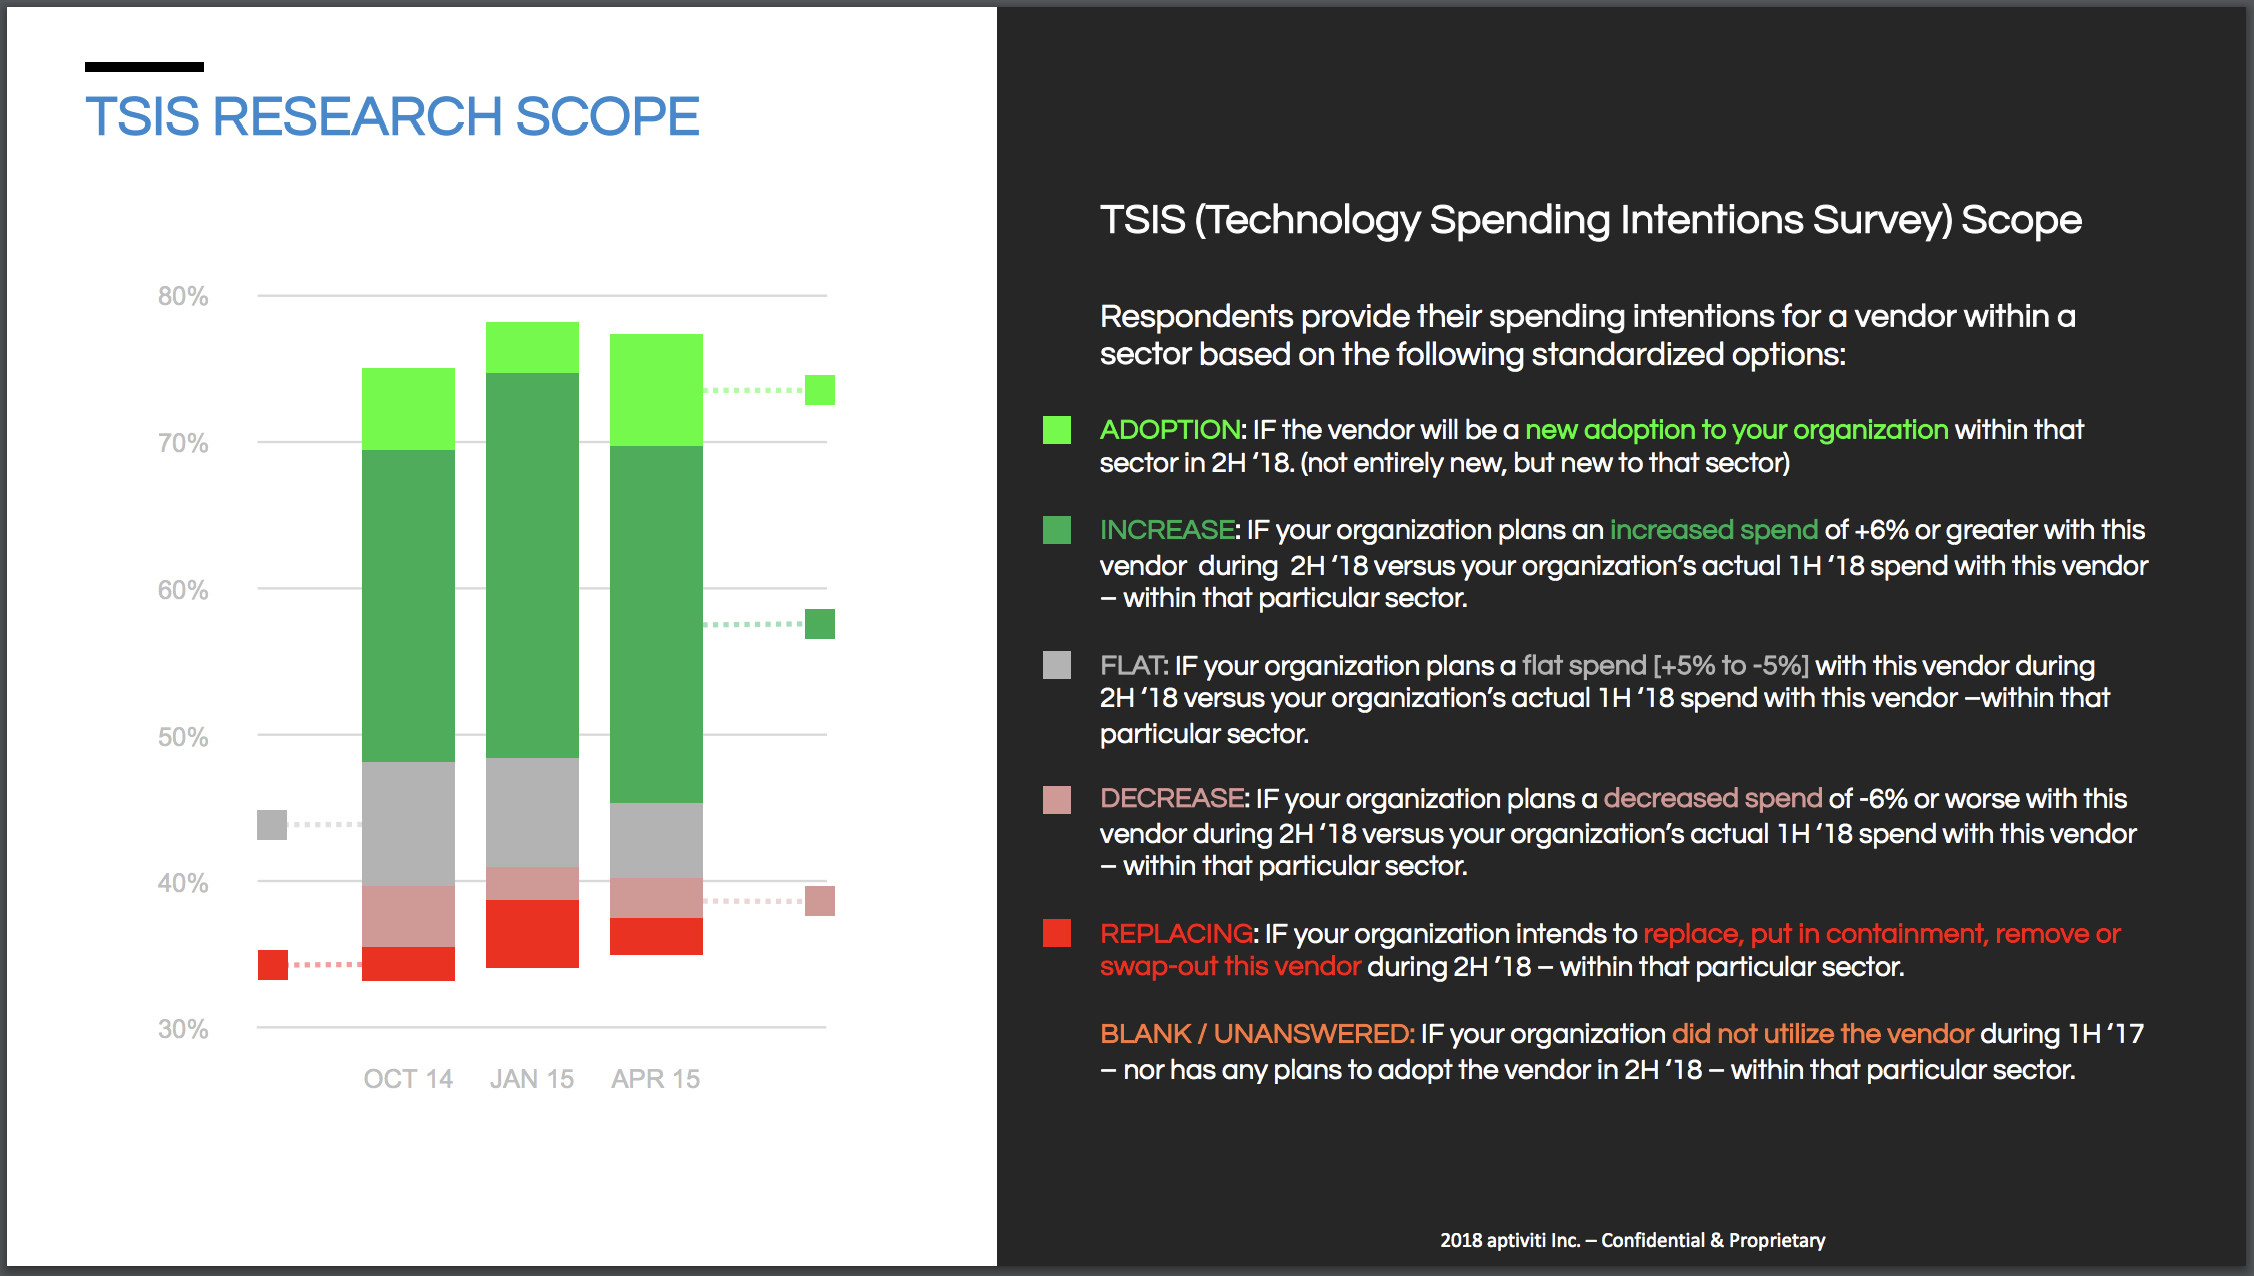 TSIS RESEARCH SCOPE
80%
70%
60%
50%
40%
30%
OCT 14 JAN 15 APR 15
TSIS (Technology Spending Intentions Survey) Scope
Respondents provide their spending intentions for a vendor within a
sector based on the following standardized options:
ADOPTION: IF the vendor will be a new adoption to your organization within that
sector in 2H ‘18. (not entirely new, but new to that sector)
INCREASE: IF your organization plans an increased spend of +6% or greater with this
vendor during 2H ‘18 versus your organization’s actual 1H ‘18 spend with this vendor
– within that particular sector.
FLAT: IF your organization plans a flat spend [+5% to -5%] with this vendor during
2H ‘18 versus your organization’s actual 1H ‘18 spend with this vendor –within that
particular sector.
DECREASE: IF your organization plans a decreased spend of -6% or worse with this
vendor during 2H ‘18 versus your organization’s actual 1H ‘18 spend with this vendor
– within that particular sector.
REPLACING: IF your organization intends to replace, put in containment, remove or
swap-out this vendor during 2H ’18 – within that particular sector.
BLANK / UNANSWERED: IF your organization did not utilize the vendor during 1H ‘17
– nor has any plans to adopt the vendor in 2H ‘18 – within that particular sector.
2018 aptiviti Inc. – Confidential & Proprietary